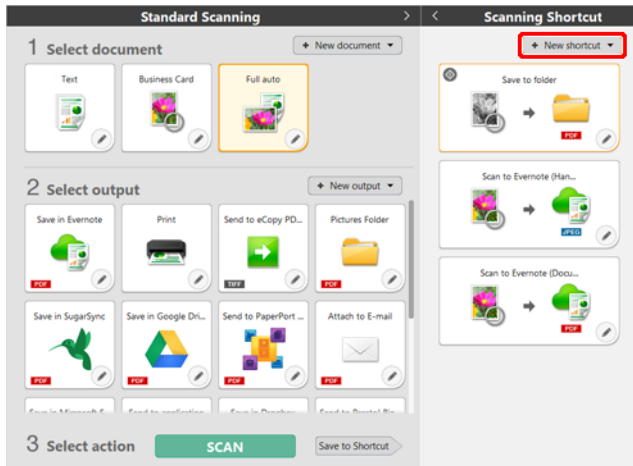 Standard Scanning
1 Select document
+ New document
Text
Business Card
Full auto
2 Select output
+ New output
Save in Evernote
PDF
Print
Send to eCopy PD...
TIFF
Pictures Folder
PDF
Save in SugarSync
PDF
Save in Google Dri...
PDF
Send to PaperPort ...
PDF
Attach to E-mail
PDF
3 Select action
SCAN
Save to Shortcut
Scanning Shortcut
+ New shortcut
Save to folder
PDF
Scan to Evernote (Han...
JPEG
Scan to Evernote (Docu...
PDF